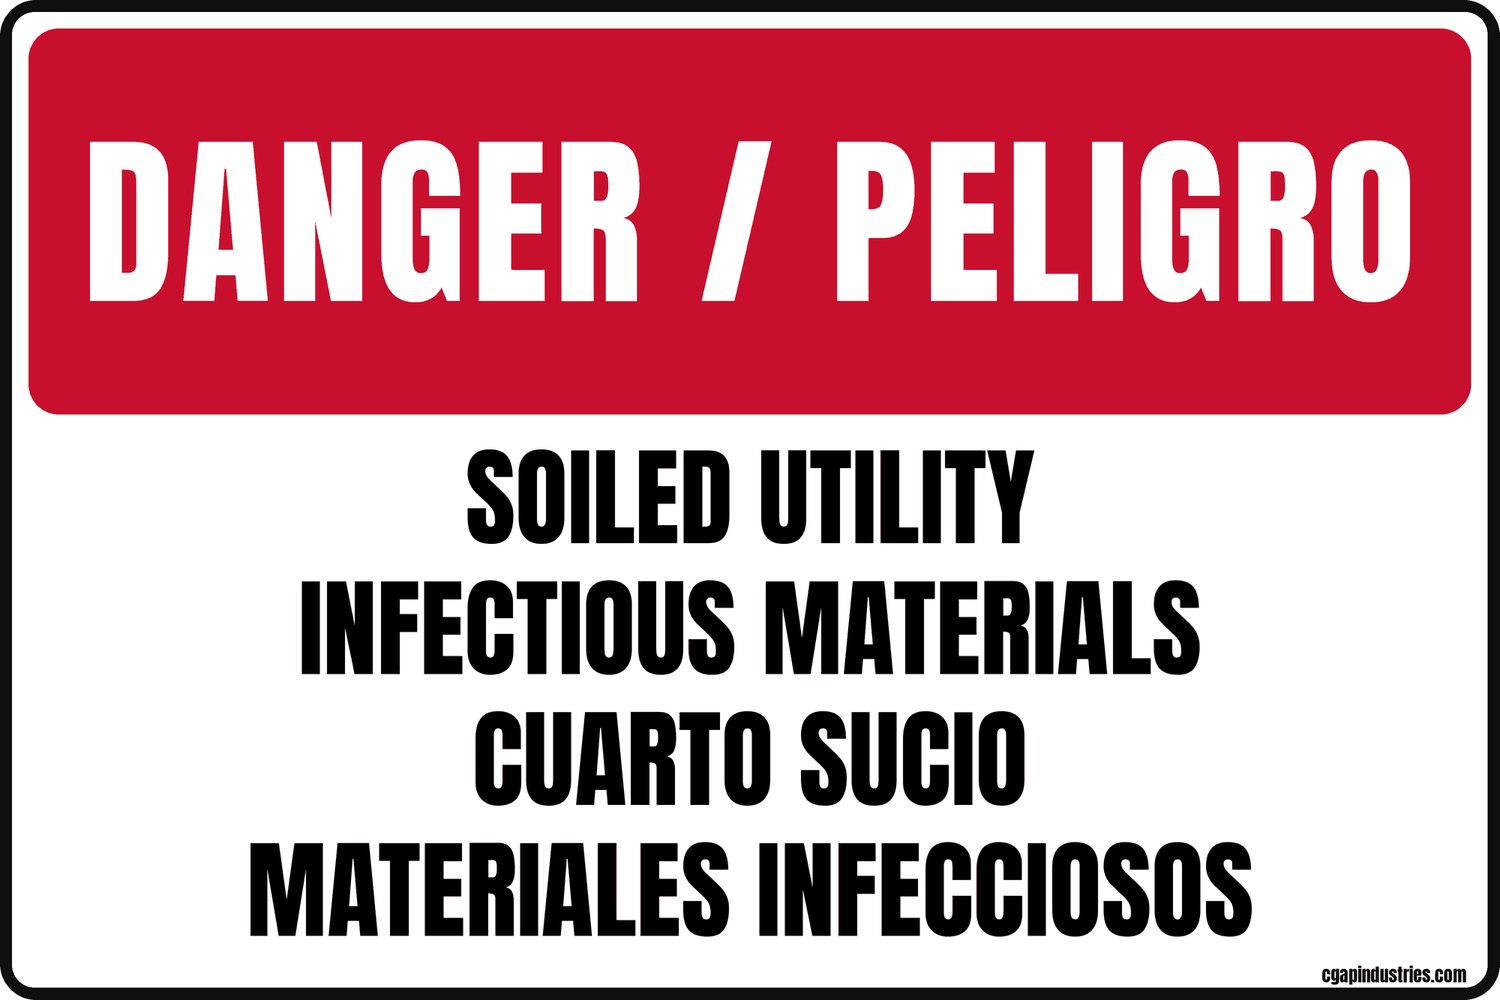 DANGER / PELIGRO
SOILED UTILITY
INFECTIOUS MATERIALS
CUARTO SUCIO
MATERIALES INFECCIOSOS
cgapindustries.com